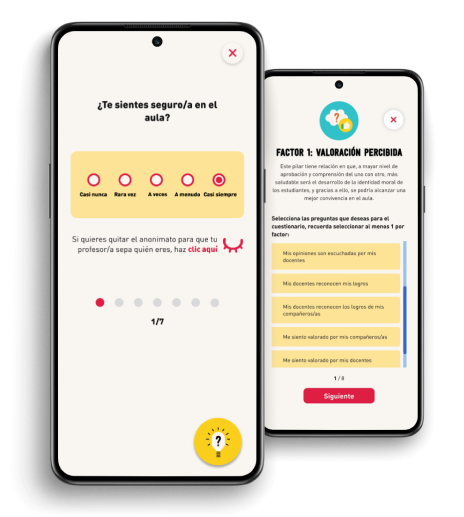 ¿Te sientes seguro/a en el
aula?
Casi nunca Rara vez A veces A menudo Casi siempre
Si quieres quitar el anonimato para que tu
profesor/a sepa quién eres, haz clic aquí
1/7
?
?
FACTOR 1: VALORACIÓN PERCIBIDA
Este pilar tiene relación en que, a mayor nivel de
aprobación y comprensión del uno con otro, más
saludable será el desarrollo de la identidad moral de
los estudiantes, y gracias a ello, se podría alcanzar una
mejor convivencia en el aula.
Selecciona las preguntas que deseas para el
cuestionario, recuerda seleccionar al menos 1 por
factor:
Mis opiniones son escuchadas por mis
docentes
Mis docentes reconocen mis logros
Mis docentes reconocen los logros de mis
compañeros/as
Me siento valorado por mis compañeros/as
Me siento valorado por mis docentes
1 / 8
Siguiente